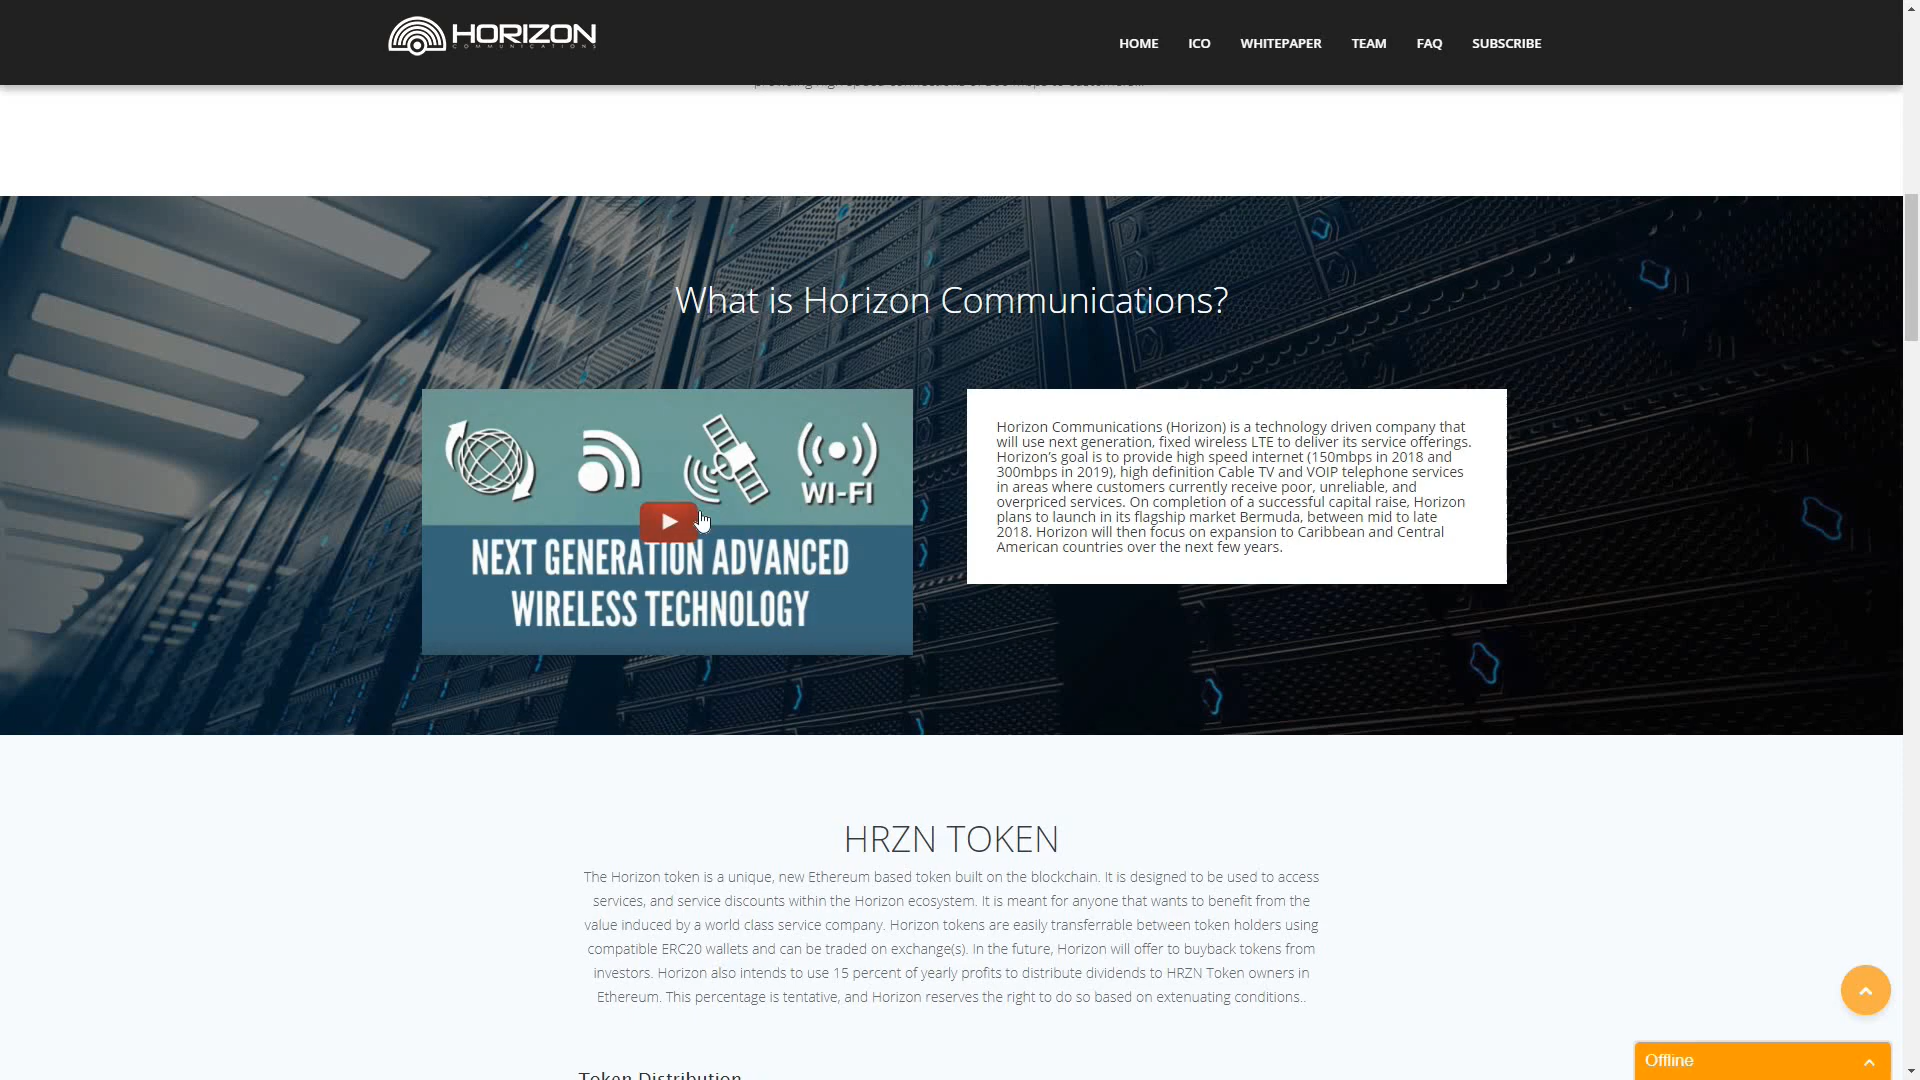 HORIZON
COMMUNICATIONS
HOME
ICO
WHITEPAPER
TEAM
FAQ
SUBSCRIBE
What is Horizon Communications?
WI-FI
NEXT GENERATION ADVANCED
WIRELESS TECHNOLOGY
Horizon Communications (Horizon) is a technology driven company that
will use next generation, fixed wireless LTE to deliver its service offerings.
Horizon's goal is to provide high speed internet (150mbps in 2018 and
300mbps in 2019), high definition Cable TV and VOIP telephone services
in areas where customers currently receive poor, unreliable, and
overpriced services. On completion of a successful capital raise, Horizon
plans to launch in its flagship market Bermuda, between mid to late
2018. Horizon will then focus on expansion to Caribbean and Central
American countries over the next few years.
HRZN TOKEN
The Horizon token is a unique, new Ethereum based token built on the blockchain. It is designed to be used to access
services, and service discounts within the Horizon ecosystem. It is meant for anyone that wants to benefit from the
value induced by a world class service company. Horizon tokens are easily transferrable between token holders using
compatible ERC20 wallets and can be traded on exchange(s). In the future, Horizon will offer to buyback tokens from
investors. Horizon also intends to use 15 percent of yearly profits to distribute dividends to HRZN Token owners in
Ethereum. This percentage is tentative, and Horizon reserves the right to do so based on extenuating conditions..
Token Distribution
Offline